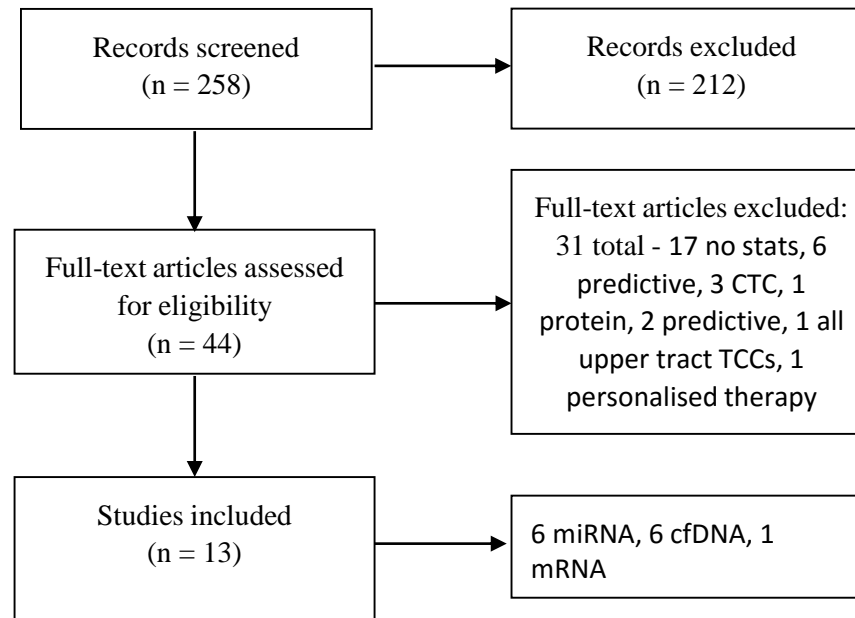 Records screened
(n = 258)
Records excluded
(n = 212)
Full-text articles assessed
for eligibility
(n = 44)
Full-text articles excluded:
31 total - 17 no stats, 6
predictive, 3 CTC, 1
protein, 2 predictive, 1 all
upper tract TCCs, 1
personalised therapy
Studies included
(n = 13)
6 miRNA, 6 cfDNA, 1
mRNA